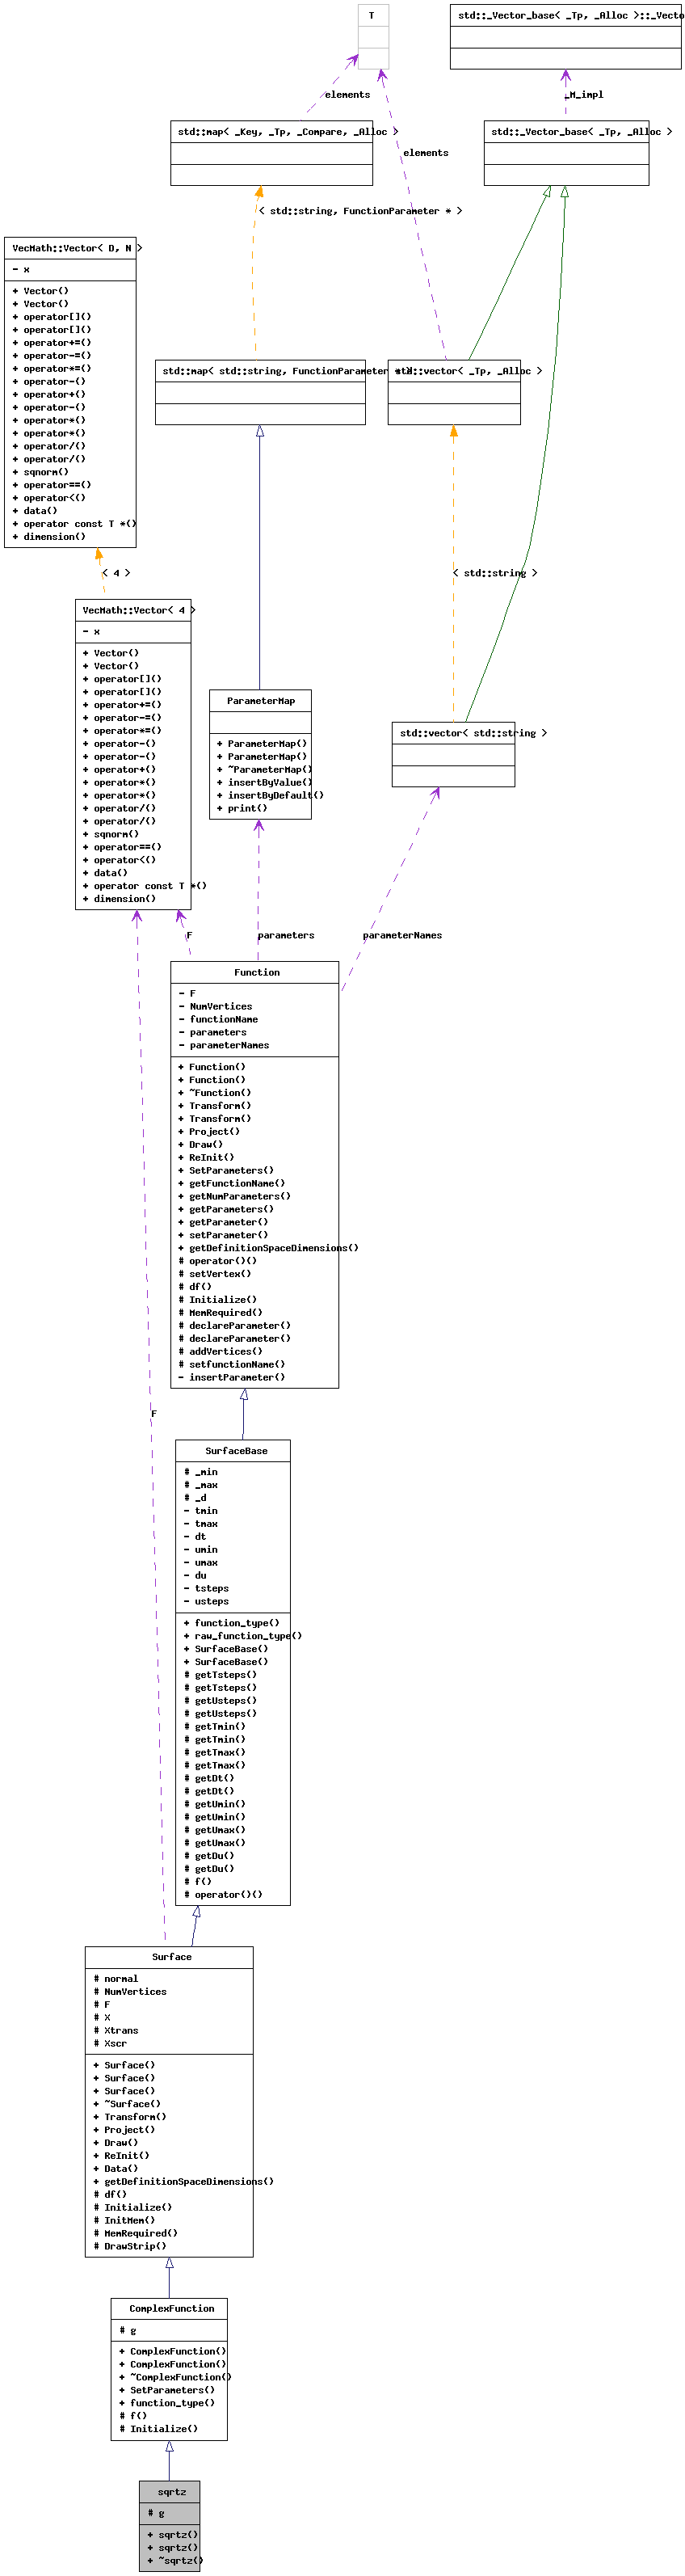 T
std::_Vector_base< _Tp, _Alloc >::_Vecto
elements
_M_impl
std::map< _Key, _Tp, _Compare, _Alloc >
std::_Vector_base< _Tp, _Alloc >
elements
< std::string, FunctionParameter * >
VecMath::Vector< D, N >
- x
+ Vector()
+ Vector()
+ operator[]()
+ operator[]()
+ operator+=()
+ operator-=()
+ operator*=()
+ operator-()
+ operator+()
+ operator-()
+ operator*()
+ operator*()
+ operator/()
+ operator/()
+ sqnorm()
+ operator==()
+ operator<()
+ data()
+ operator const T *()
+ dimension()
std::map< std::string, FunctionParameter * >
std::vector< _Tp, _Alloc >
< 4 >
< std::string >
VecMath::Vector< 4 >
- x
+ Vector()
+ Vector()
+ operator[]()
+ operator[]()
+ operator+=()
+ operator-=()
+ operator*=()
+ operator-()
+ operator-()
+ operator+()
+ operator*()
+ operator*()
+ operator/()
+ operator/()
+ sqnorm()
+ operator==()
+ operator<()
+ data()
+ operator const T *()
+ dimension()
ParameterMap
+ ParameterMap()
+ ParameterMap()
+ ~ParameterMap()
+ insertByValue()
+ insertByDefault()
+ print()
std::vector< std::string >
F
parameters
parameterNames
Function
- F
- NumVertices
- functionName
- parameters
- parameterNames
+ Function()
+ Function()
+ ~Function()
+ Transform()
+ Transform()
+ Project()
+ Draw()
+ ReInit()
+ SetParameters()
+ getFunctionName()
+ getNumParameters()
+ getParameters()
+ getParameter()
+ setParameter()
+ getDefinitionSpaceDimensions()
# operator()()
# setVertex()
# df()
# Initialize()
# MemRequired()
# declareParameter()
# declareParameter()
# addVertices()
# setfunctionName()
- insertParameter()
F
SurfaceBase
# _min
# _max
# _d
- tmin
- tmax
- dt
- umin
- umax
- du
- tsteps
- usteps
+ function_type()
+ raw_function_type()
+ SurfaceBase()
+ SurfaceBase()
# getTsteps()
# getTsteps()
# getUsteps()
# getUsteps()
# getTmin()
# getTmin()
# getTmax()
# getTmax()
# getDt()
# getDt()
# getUmin()
# getUmin()
# getUmax()
# getUmax()
# getDu()
# getDu()
# f()
# operator()()
Surface
# normal
# NumVertices
# F
# X
# Xtrans
# Xscr
+ Surface()
+ Surface()
+ Surface()
+ ~Surface()
+ Transform()
+ Project()
+ Draw()
+ ReInit()
+ Data()
+ getDefinitionSpaceDimensions()
# df()
# Initialize()
# InitMem()
# MemRequired()
# DrawStrip()
ComplexFunction
# g
+ ComplexFunction()
+ ComplexFunction()
+ ~ComplexFunction()
+ SetParameters()
+ function_type()
# f()
# Initialize()
sqrtz
# g
+ sqrtz()
+ sqrtz()
+ ~sqrtz()